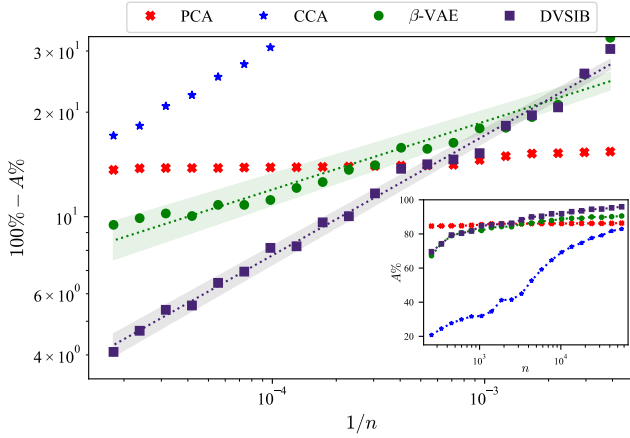 PCA CCA β-VAE DVSIB
3 × 10¹
2 × 10¹
10¹
6 × 10⁰
4 × 10⁰
100% − A%
10⁻⁴ 10⁻³
1/n
100
80
60
40
20
A%
10³ 10⁴
n